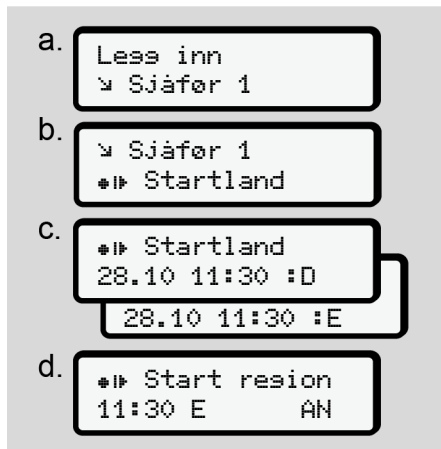 a.
Legg inn
Sjåfør 1
b.
Sjåfør 1
Startland
c.
Startland
28.10 11:30 :D
28.10 11:30 :E
d.
Start region
11:30 E AN